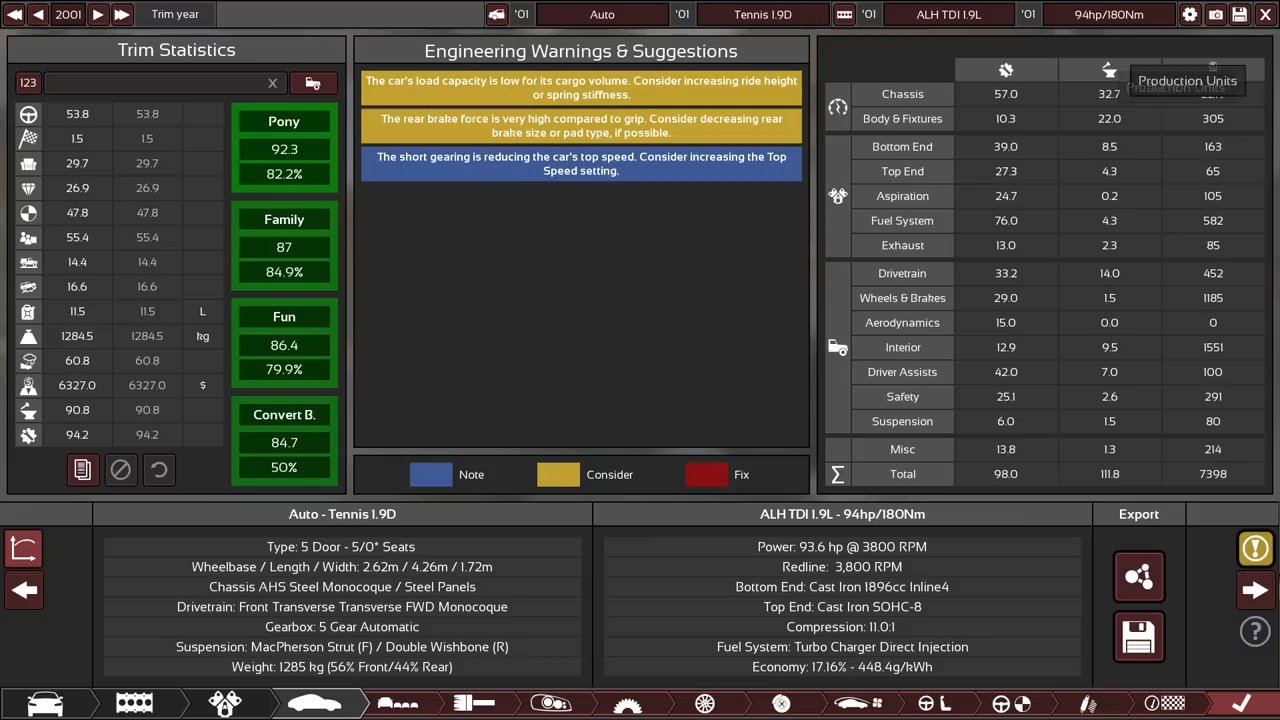 2001 Trim year '01 Auto '01 Tennis 1.9D '01 ALH TDI 1.9L '01 94hp/180Nm
Trim Statistics
123 X
53.8 53.8
1.5 1.5
29.7 29.7
26.9 26.9
47.8 47.8
55.4 55.4
14.4 14.4
16.6 16.6
11.5 11.5 L
1284.5 1284.5 kg
60.8 60.8
6327.0 6327.0 $
90.8 90.8
94.2 94.2
Pony
92.3
82.2%
Family
87
84.9%
Fun
86.4
79.9%
Convert B.
84.7
50%
Engineering Warnings & Suggestions
The car's load capacity is low for its cargo volume. Consider increasing ride height
or spring stiffness.
The rear brake force is very high compared to grip. Consider decreasing rear
brake size or pad type, if possible.
The short gearing is reducing the car's top speed. Consider increasing the Top
Speed setting.
Note Consider Fix
Production Units
Chassis 57.0 32.7
Body & Fixtures 10.3 22.0 305
Bottom End 39.0 8.5 163
Top End 27.3 4.3 65
Aspiration 24.7 0.2 105
Fuel System 76.0 4.3 582
Exhaust 13.0 2.3 85
Drivetrain 33.2 14.0 452
Wheels & Brakes 29.0 1.5 1185
Aerodynamics 15.0 0.0 0
Interior 12.9 9.5 1551
Driver Assists 42.0 7.0 100
Safety 25.1 2.6 291
Suspension 6.0 1.5 80
Misc 13.8 1.3 214
Σ Total 98.0 111.8 7398
Auto - Tennis 1.9D
Type: 5 Door - 5/0* Seats
Wheelbase / Length / Width: 2.62m / 4.26m / 1.72m
Chassis AHS Steel Monocoque / Steel Panels
Drivetrain: Front Transverse Transverse FWD Monocoque
Gearbox: 5 Gear Automatic
Suspension: MacPherson Strut (F) / Double Wishbone (R)
Weight: 1285 kg (56% Front/44% Rear)
ALH TDI 1.9L - 94hp/180Nm
Power: 93.6 hp @ 3800 RPM
Redline: 3,800 RPM
Bottom End: Cast Iron 1896cc Inline4
Top End: Cast Iron SOHC-8
Compression: 11.0:1
Fuel System: Turbo Charger Direct Injection
Economy: 17.16% - 448.4g/kWh
Export